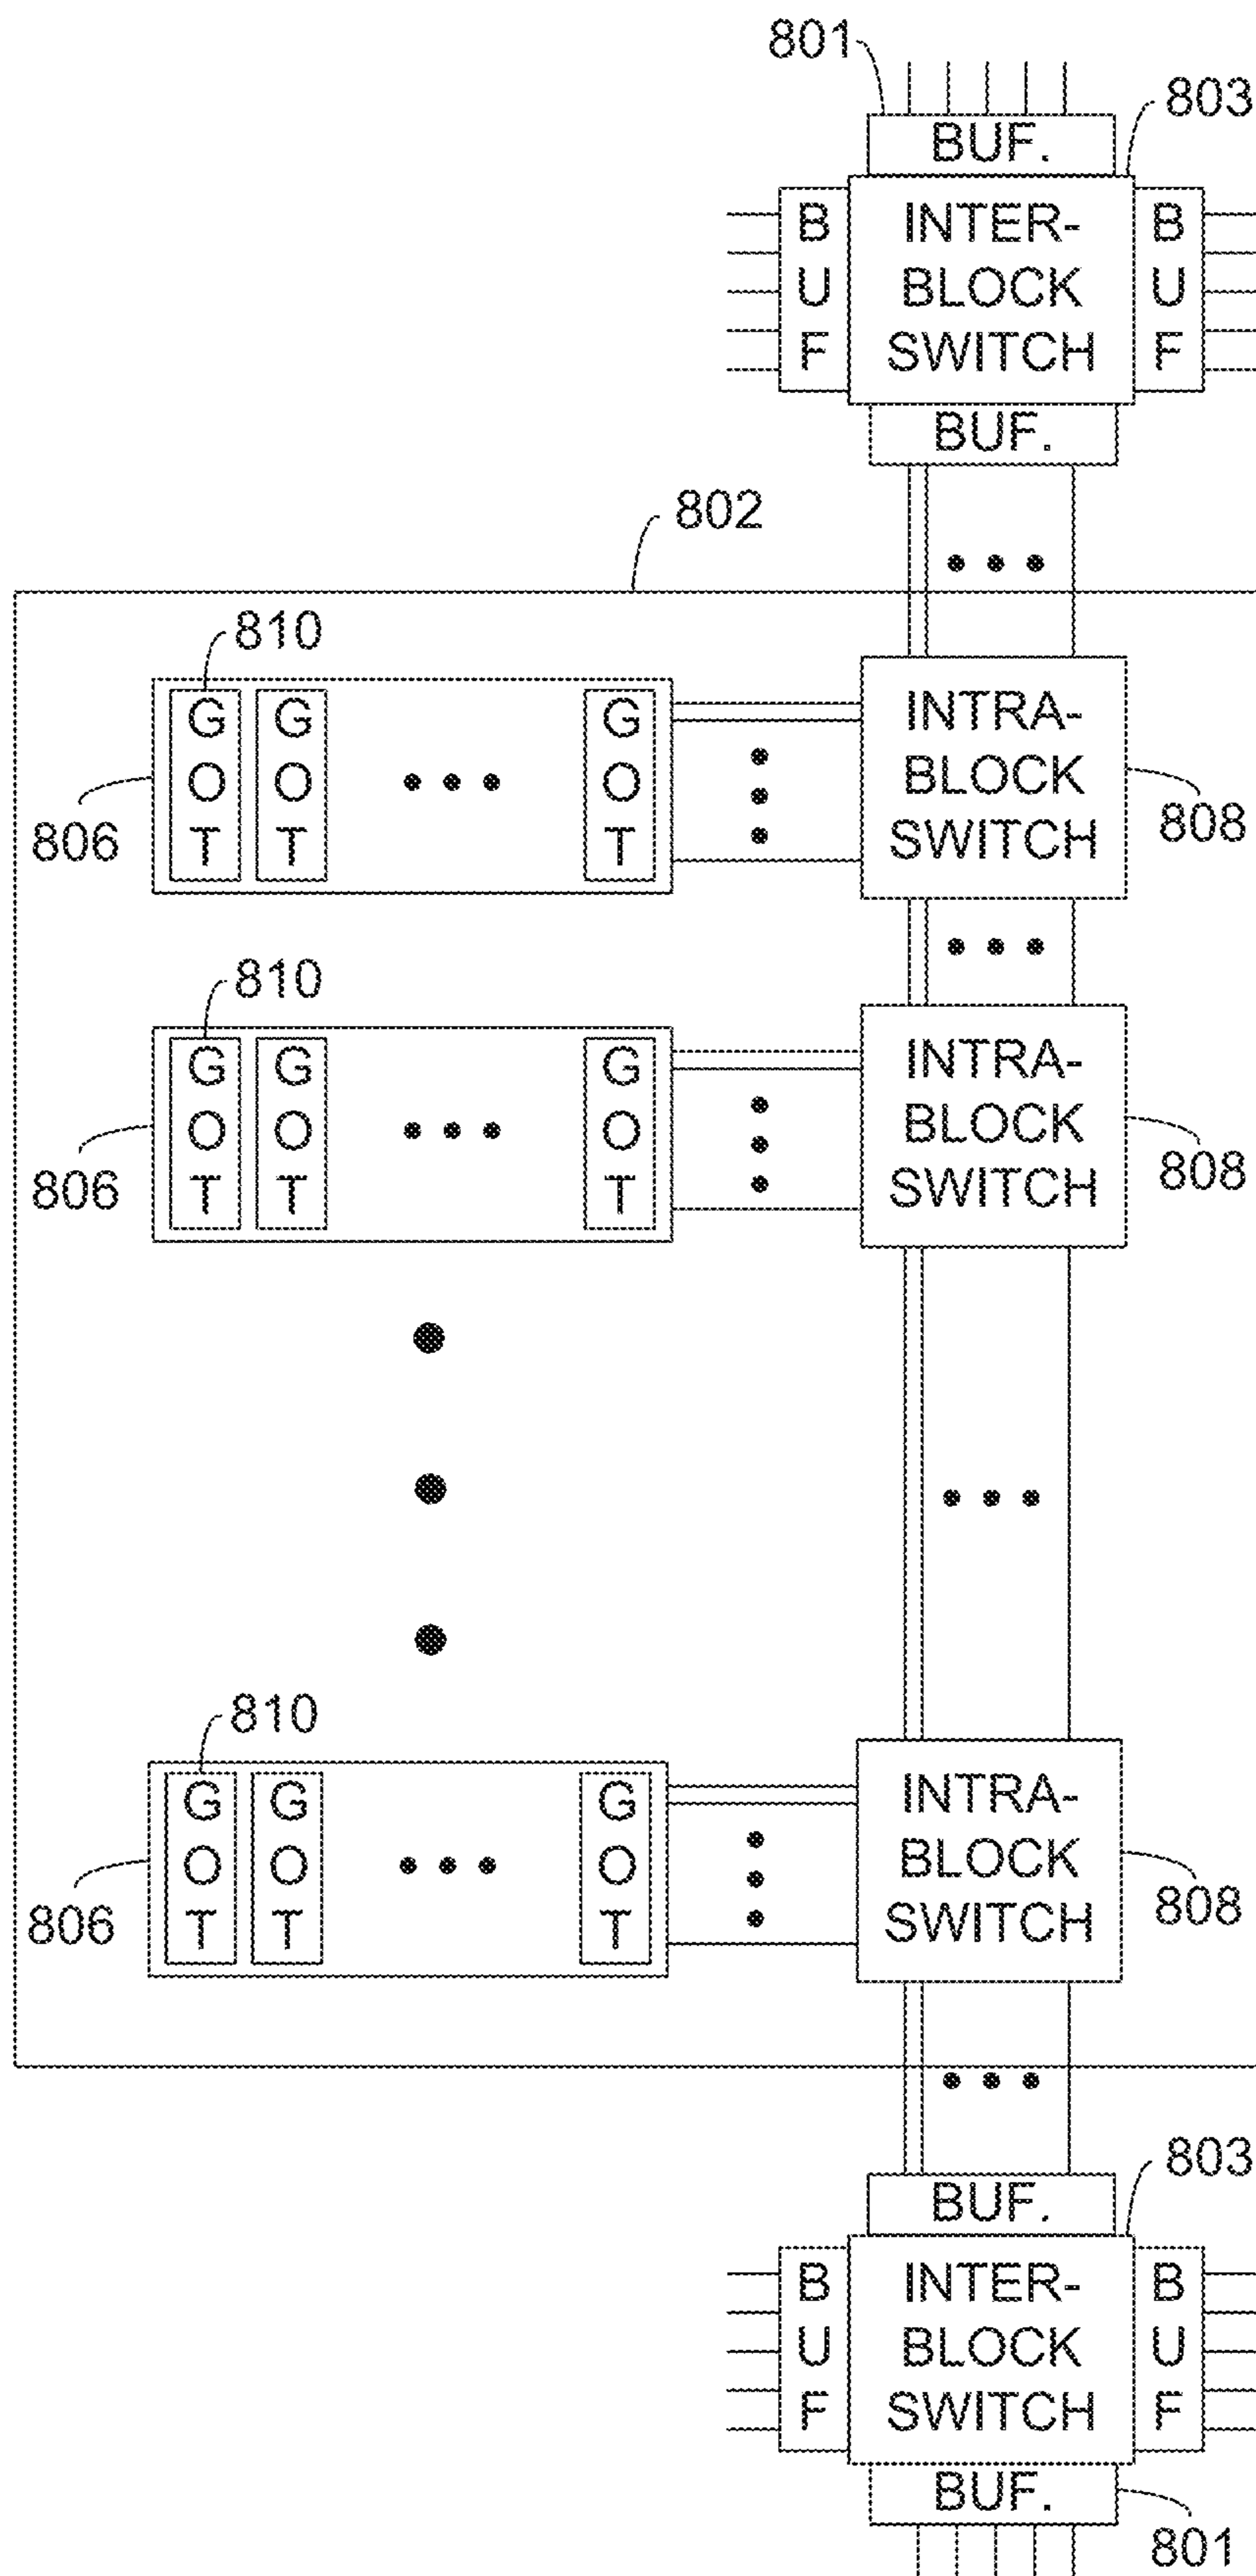 801
803
BUF.
B U F
INTER-
BLOCK
SWITCH
B U F
BUF.
802
810
G O T
G O T
G O T
806
INTRA-
BLOCK
SWITCH
808
810
G O T
G O T
G O T
806
INTRA-
BLOCK
SWITCH
808
810
G O T
G O T
G O T
806
INTRA-
BLOCK
SWITCH
808
803
BUF.
B U F
INTER-
BLOCK
SWITCH
B U F
BUF.
801